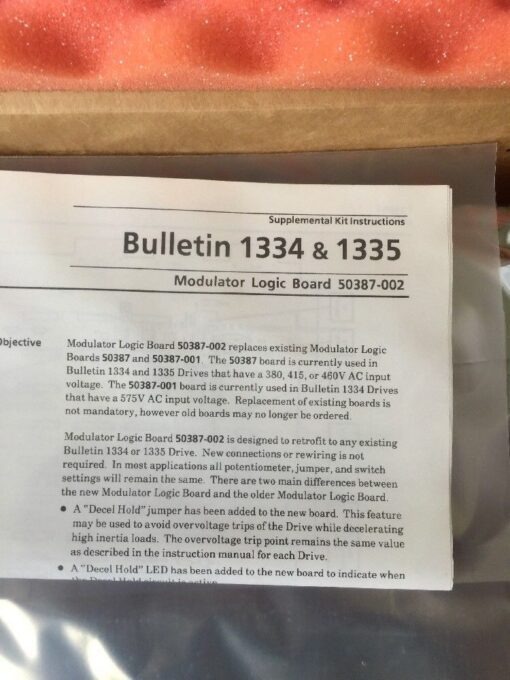 Supplemental Kit Instructions
Bulletin 1334 & 1335
Modulator Logic Board 50387-002
Objective
Modulator Logic Board 50387-002 replaces existing Modulator Logic
Boards 50387 and 50387-001. The 50387 board is currently used in
Bulletin 1334 and 1335 Drives that have a 380, 415, or 460V AC input
voltage. The 50387-001 board is currently used in Bulletin 1334 Drives
that have a 575V AC input voltage. Replacement of existing boards is
not mandatory, however old boards may no longer be ordered.
Modulator Logic Board 50387-002 is designed to retrofit to any existing
Bulletin 1334 or 1335 Drive. New connections or rewiring is not
required. In most applications all potentiometer, jumper, and switch
settings will remain the same. There are two main differences between
the new Modulator Logic Board and the older Modulator Logic Board.
• A "Decel Hold" jumper has been added to the new board. This feature
may be used to avoid overvoltage trips of the Drive while decelerating
high inertia loads. The overvoltage trip point remains the same value
as described in the instruction manual for each Drive.
• A "Decel Hold" LED has been added to the new board to indicate when
the Decel Hold circuit is active.